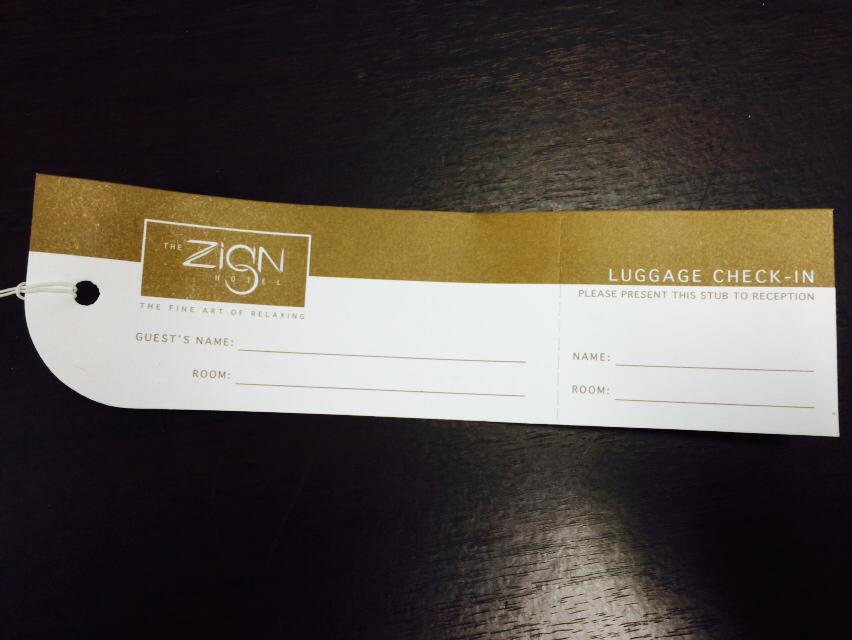 THE ZiGN
HOTEL
THE FINE ART OF RELAXING
GUEST'S NAME:
ROOM:
LUGGAGE CHECK-IN
PLEASE PRESENT THIS STUB TO RECEPTION
NAME:
ROOM: